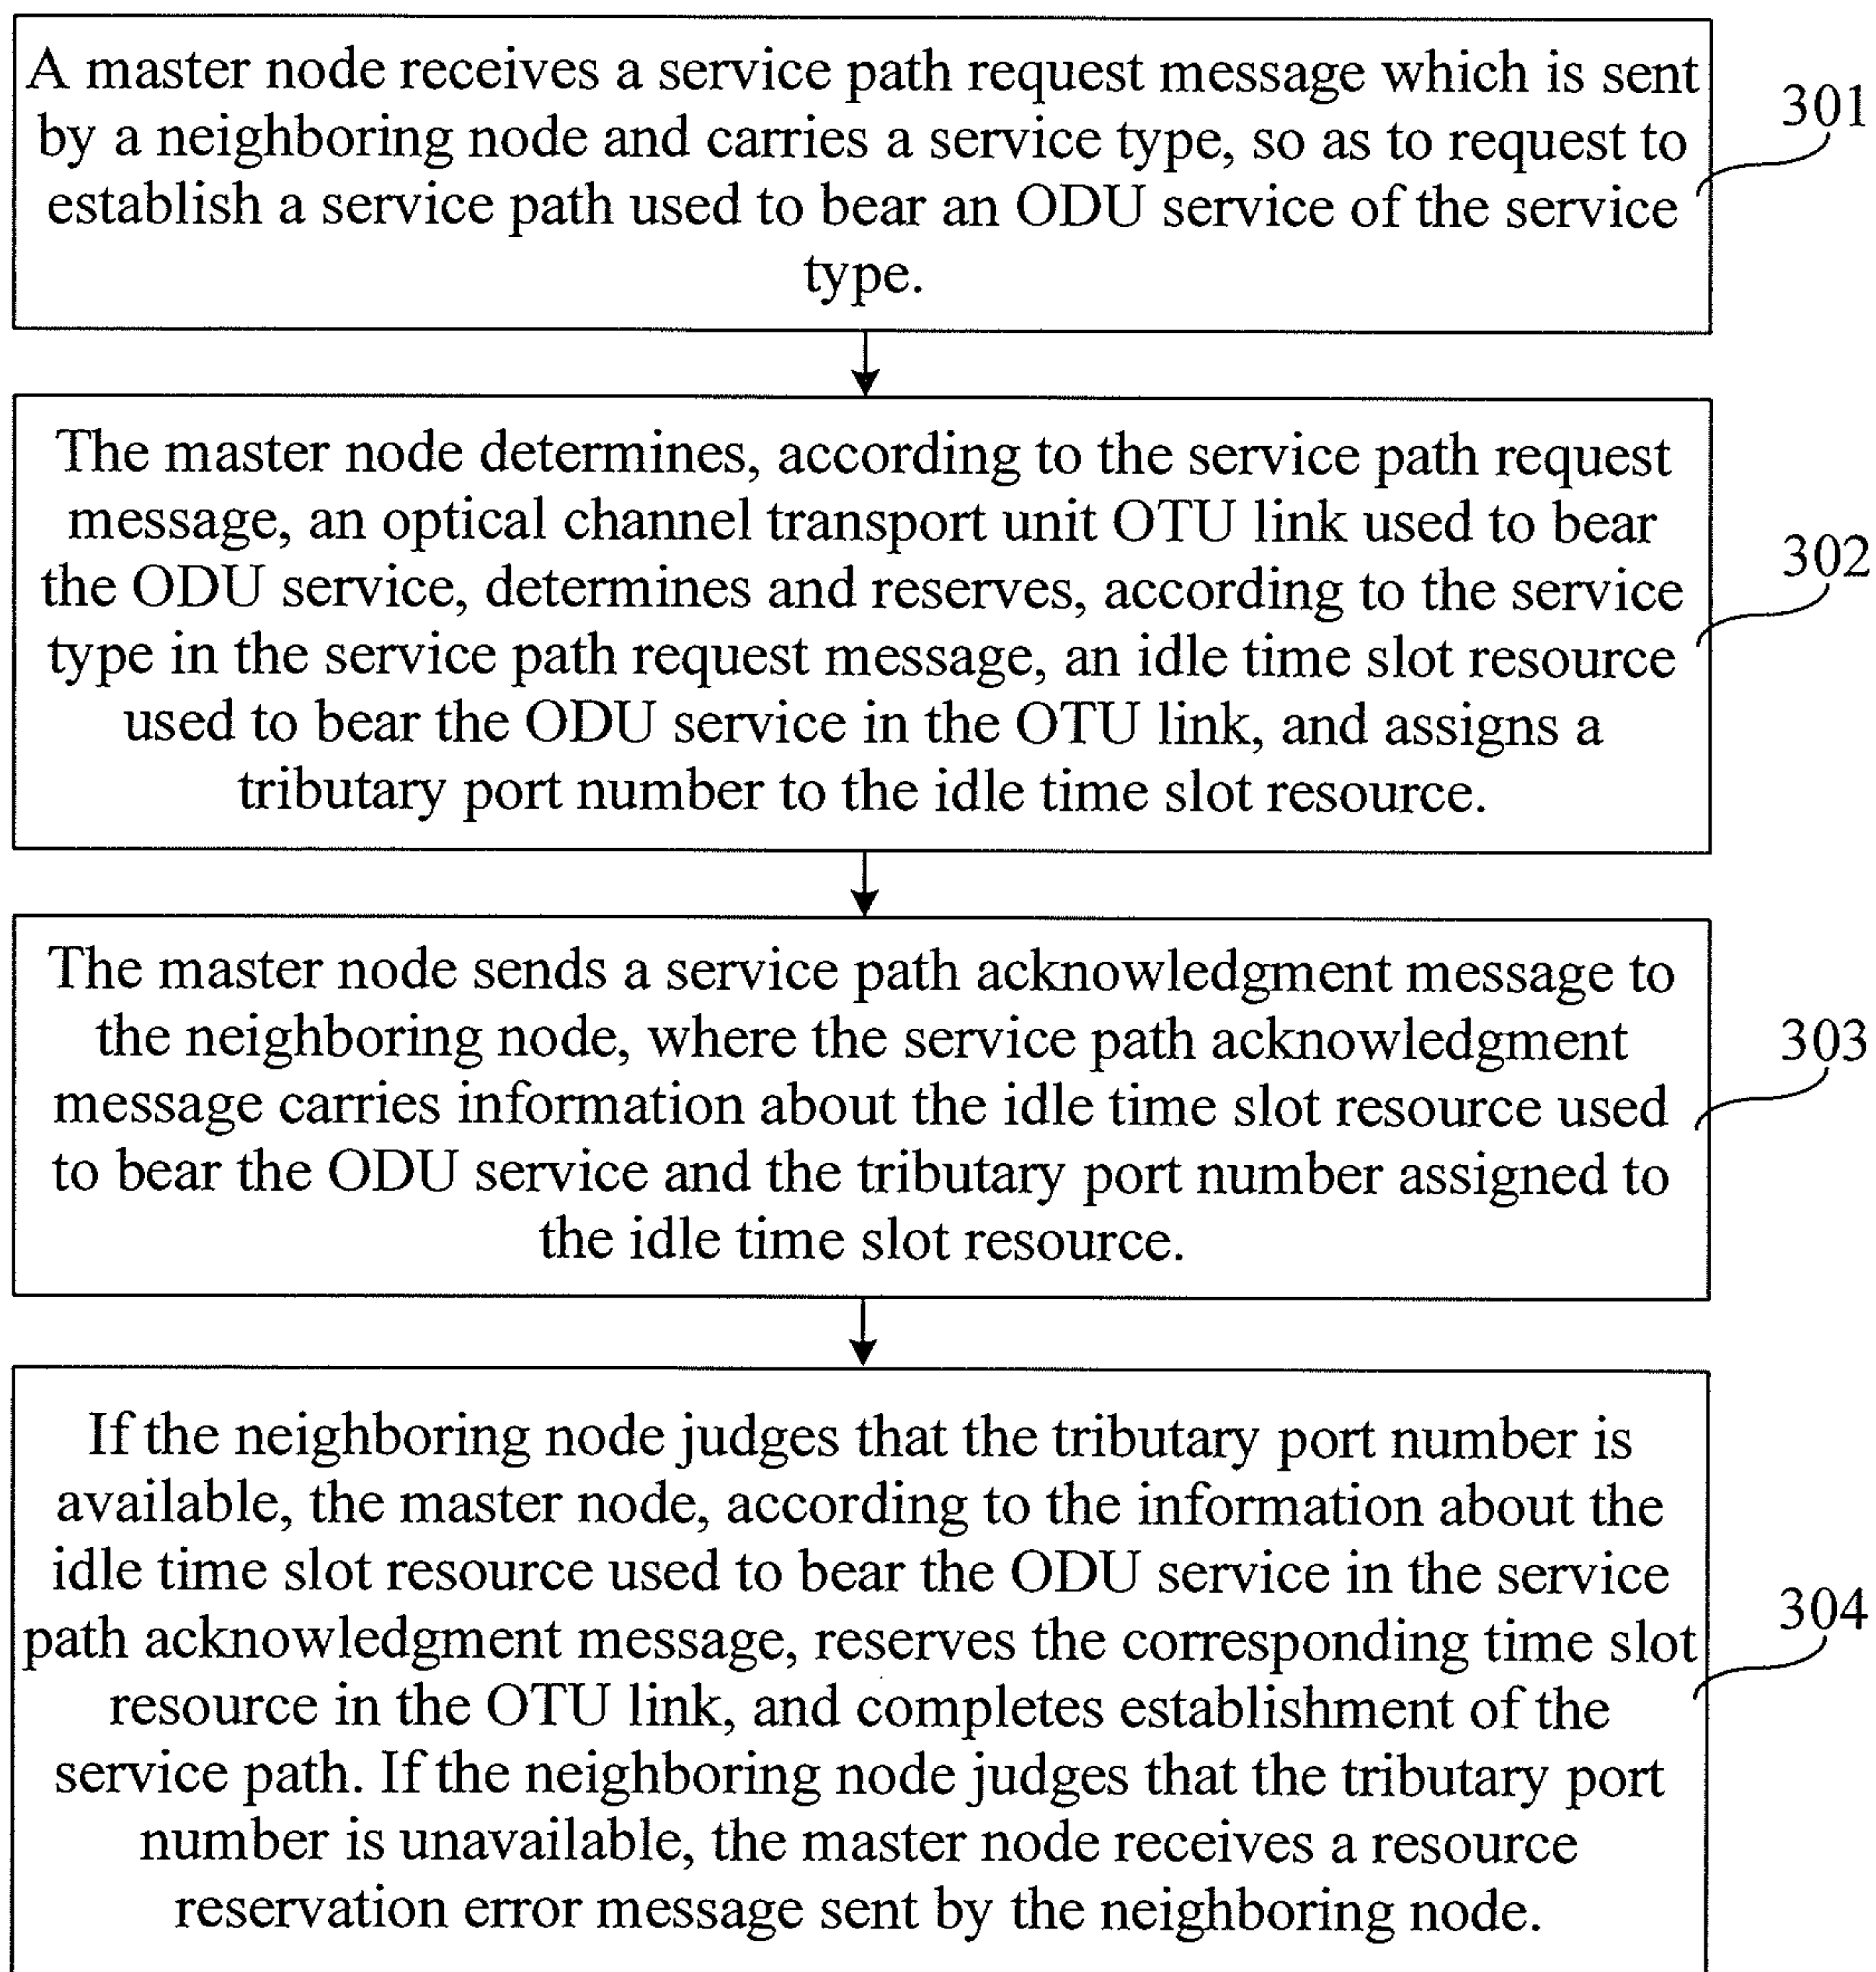 A master node receives a service path request message which is sent
by a neighboring node and carries a service type, so as to request to
establish a service path used to bear an ODU service of the service
type.
301
The master node determines, according to the service path request
message, an optical channel transport unit OTU link used to bear
the ODU service, determines and reserves, according to the service
type in the service path request message, an idle time slot resource
used to bear the ODU service in the OTU link, and assigns a
tributary port number to the idle time slot resource.
302
The master node sends a service path acknowledgment message to
the neighboring node, where the service path acknowledgment
message carries information about the idle time slot resource used
to bear the ODU service and the tributary port number assigned to
the idle time slot resource.
303
If the neighboring node judges that the tributary port number is
available, the master node, according to the information about the
idle time slot resource used to bear the ODU service in the service
path acknowledgment message, reserves the corresponding time slot
resource in the OTU link, and completes establishment of the
service path. If the neighboring node judges that the tributary port
number is unavailable, the master node receives a resource
reservation error message sent by the neighboring node.
304